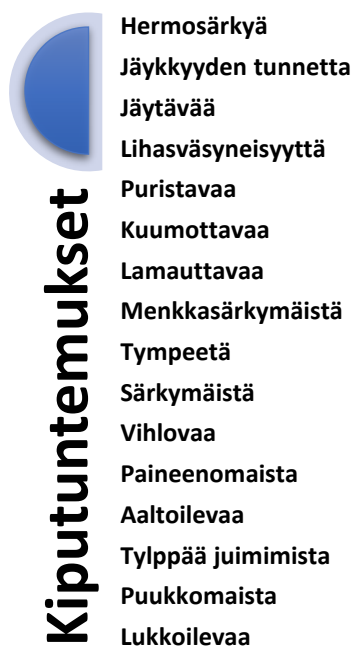 Kiputuntemukset
Hermosärkyä
Jäykkyyden tunnetta
Jäytävää
Lihasväsyneisyyttä
Puristavaa
Kuumottavaa
Lamauttavaa
Menkkasärkymäistä
Tympeetä
Särkymäistä
Vihlovaa
Paineenomaista
Aaltoilevaa
Tylppää juimimista
Puukkomaista
Lukkoilevaa